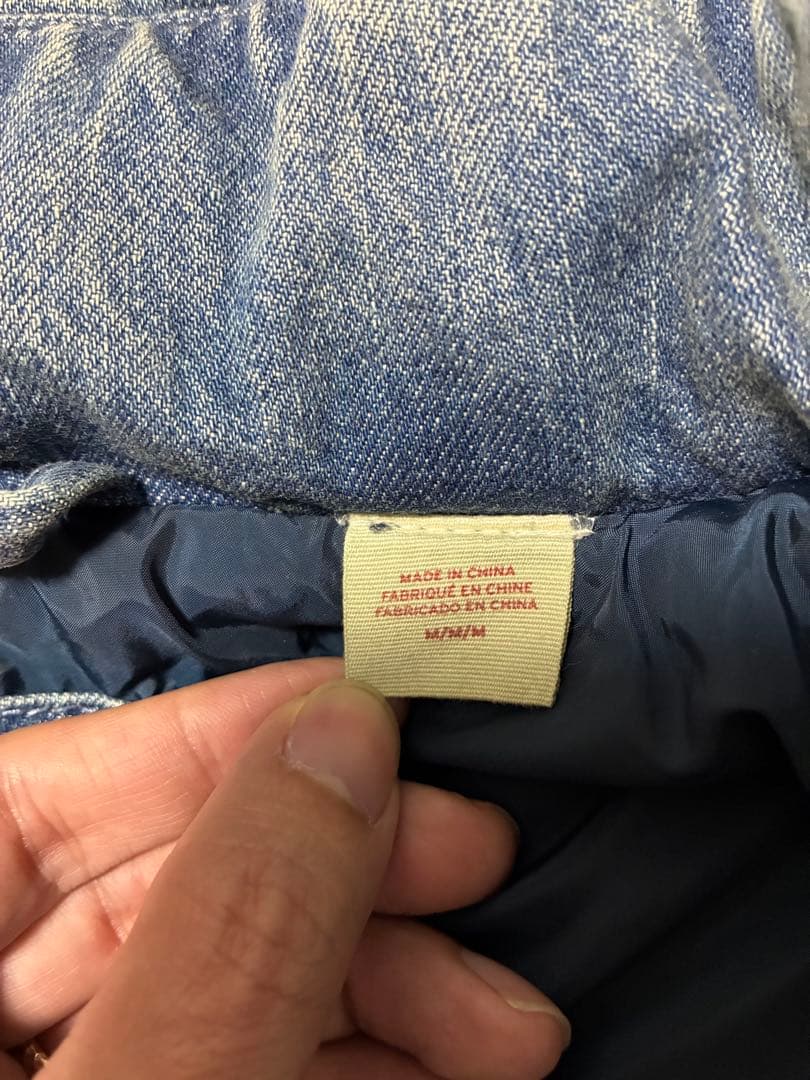 MADE IN CHINA
FABRIQUÉ EN CHINE
FABRICADO EN CHINA
M/M/M